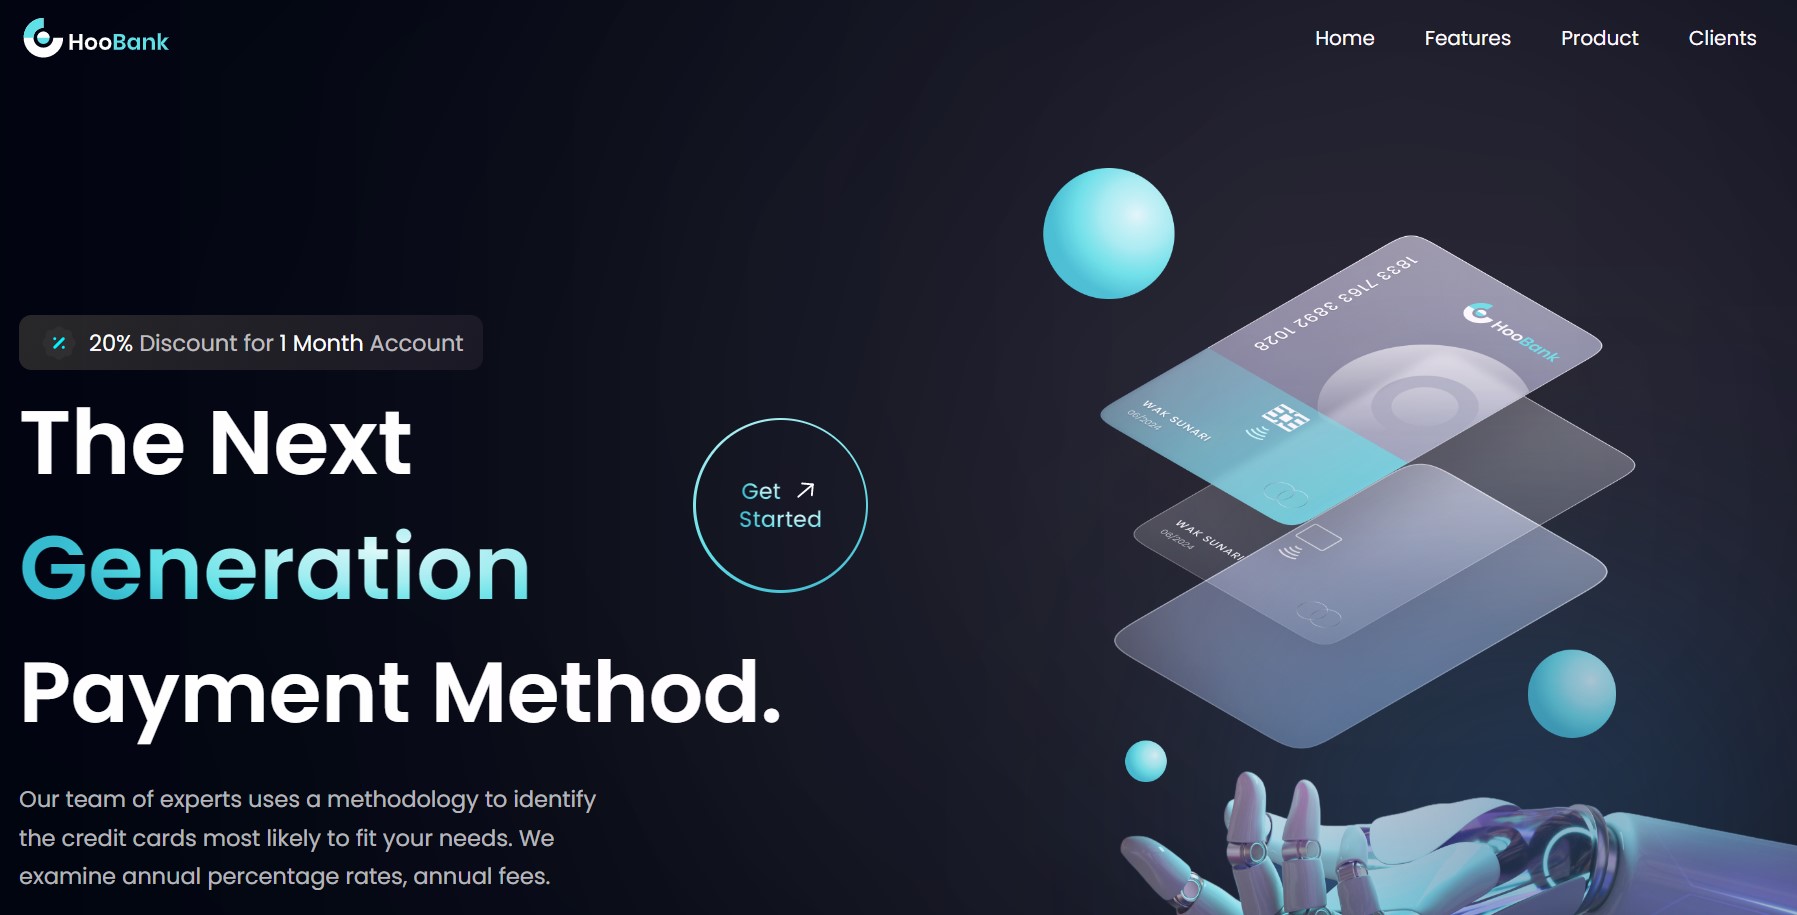 HooBank
Home Features Product Clients
20% Discount for 1 Month Account
The Next
Generation
Payment Method.
Get
Started
Our team of experts uses a methodology to identify
the credit cards most likely to fit your needs. We
examine annual percentage rates, annual fees.
1833 7163 3892 1028
HooBank
WAK SUNARI
06/2024
WAK SUNARI
06/2024